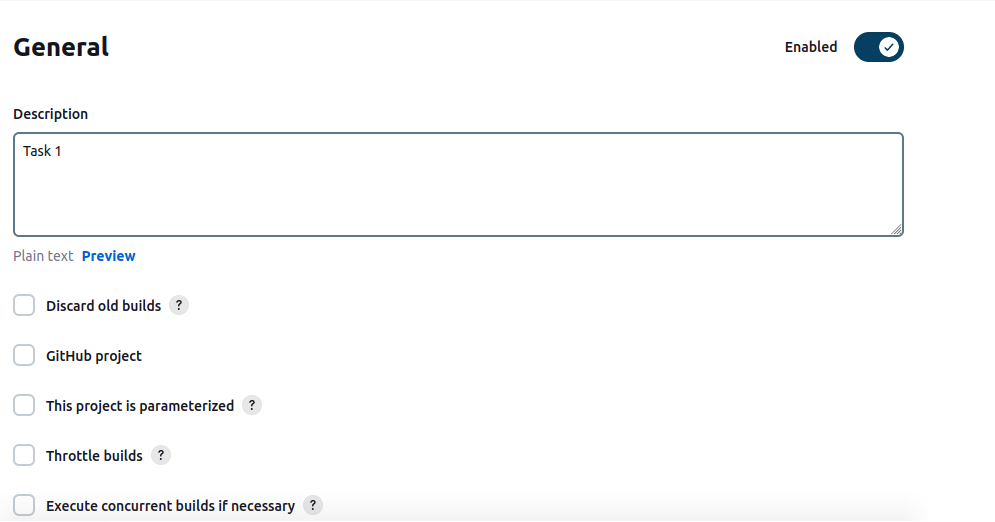 General
Enabled
Description
Task 1
Plain text Preview
Discard old builds ?
GitHub project
This project is parameterized ?
Throttle builds ?
Execute concurrent builds if necessary ?